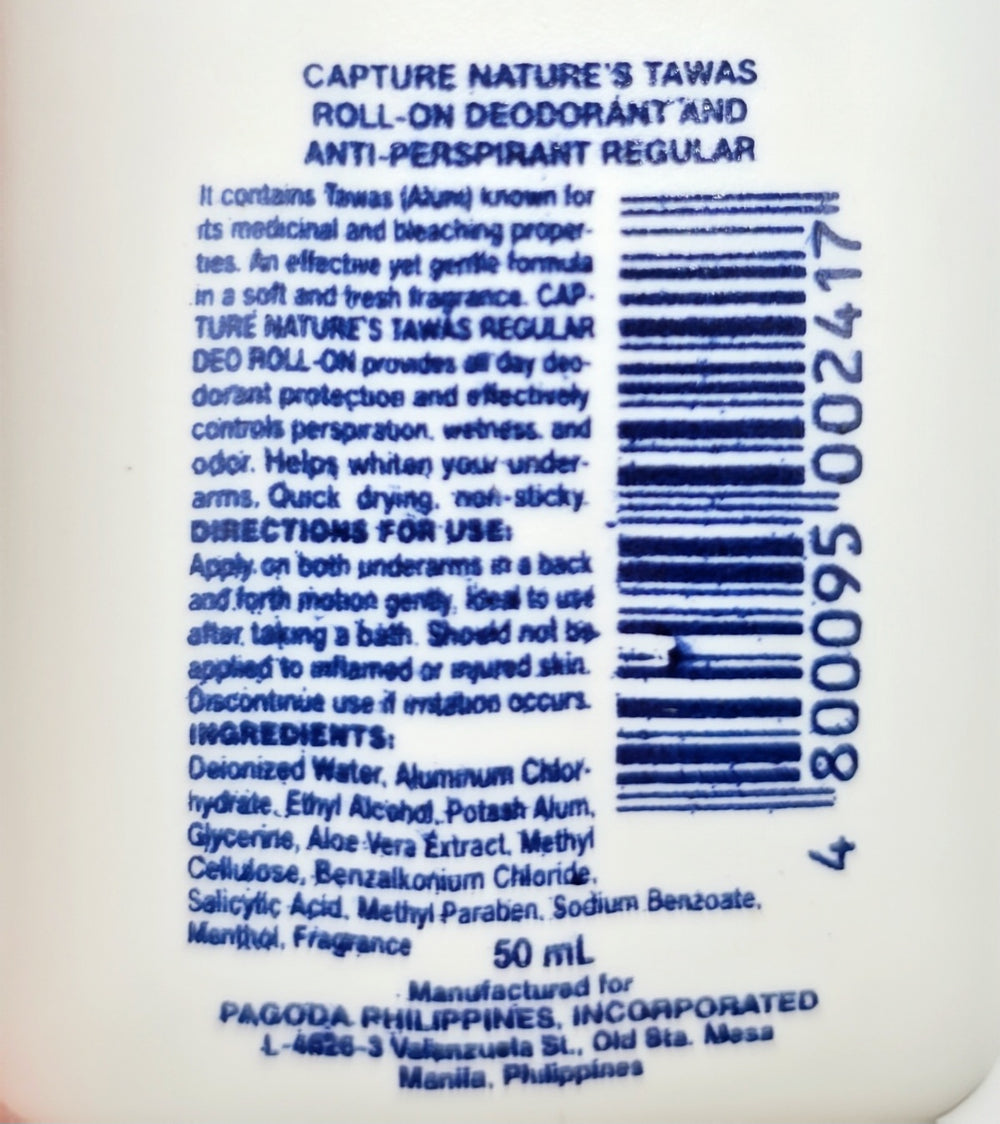 CAPTURE NATURE'S TAWAS
ROLL-ON DEODORANT AND
ANTI-PERSPIRANT REGULAR
It contains Tawas (Alum) known for
its medicinal and bleaching proper-
ties. An effective yet gentle formula
in a soft and fresh fragrance. CAP-
TURE NATURE'S TAWAS REGULAR
DEO ROLL-ON provides all day deo-
dorant protection and effectively
controls perspiration, wetness, and
odor. Helps whiten your under-
arms. Quick drying, non-sticky.
DIRECTIONS FOR USE:
Apply on both underarms in a back
and forth motion gently. Ideal to use
after taking a bath. Should not be
applied to inflamed or injured skin.
Discontinue use if irritation occurs.
INGREDIENTS:
Deionized Water, Aluminum Chlor-
hydrate, Ethyl Alcohol, Potash Alum,
Glycerine, Aloe Vera Extract, Methyl
Cellulose, Benzalkonium Chloride,
Salicylic Acid, Methyl Paraben, Sodium Benzoate,
Menthol, Fragrance
50 mL
Manufactured for
PAGODA PHILIPPINES, INCORPORATED
L-4626-3 Valenzuela St., Old Sta. Mesa
Manila, Philippines
4 800095 002417